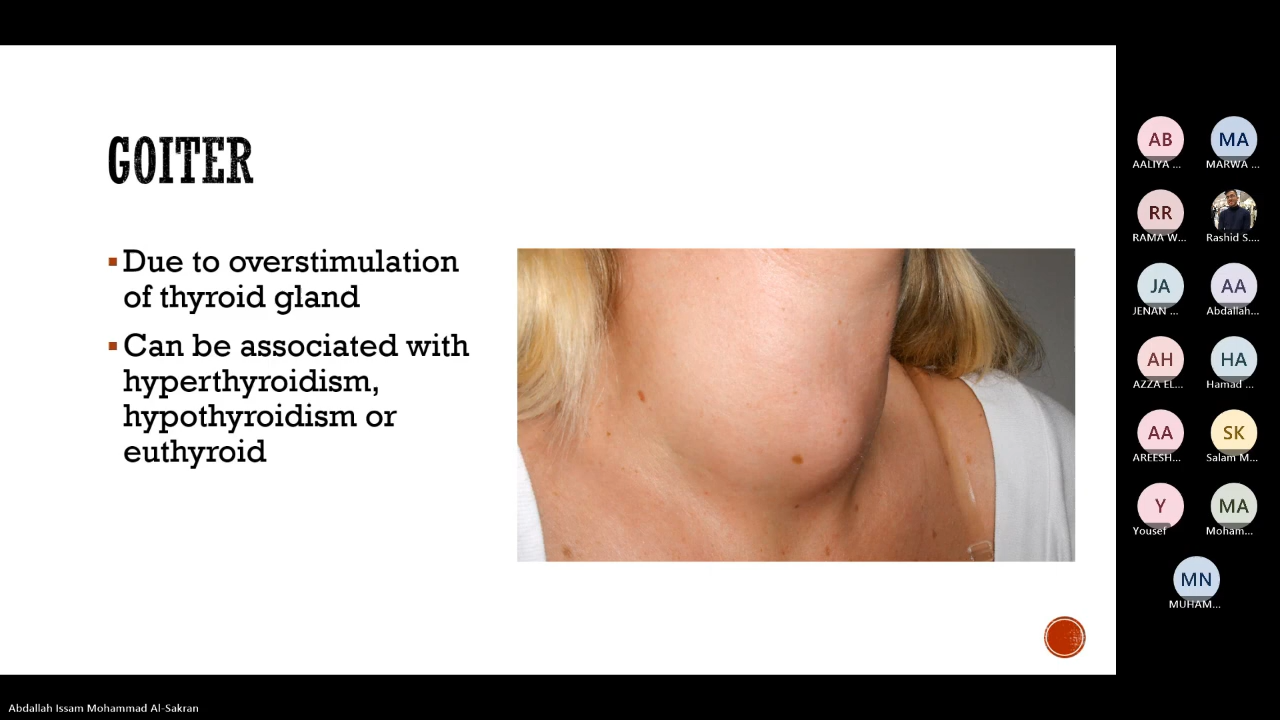 GOITER
Due to overstimulation
of thyroid gland
Can be associated with
hyperthyroidism,
hypothyroidism or
euthyroid
AB
AALIYA ...
MA
MARWA ...
RR
RAMA W...
Rashid S....
JA
JENAN ...
AA
Abdallah...
AH
AZZA EL...
HA
Hamad ...
AA
AREESH...
SK
Salam M...
Y
Yousef
MA
Moham...
MN
MUHAM...
Abdallah Issam Mohammad Al-Sakran